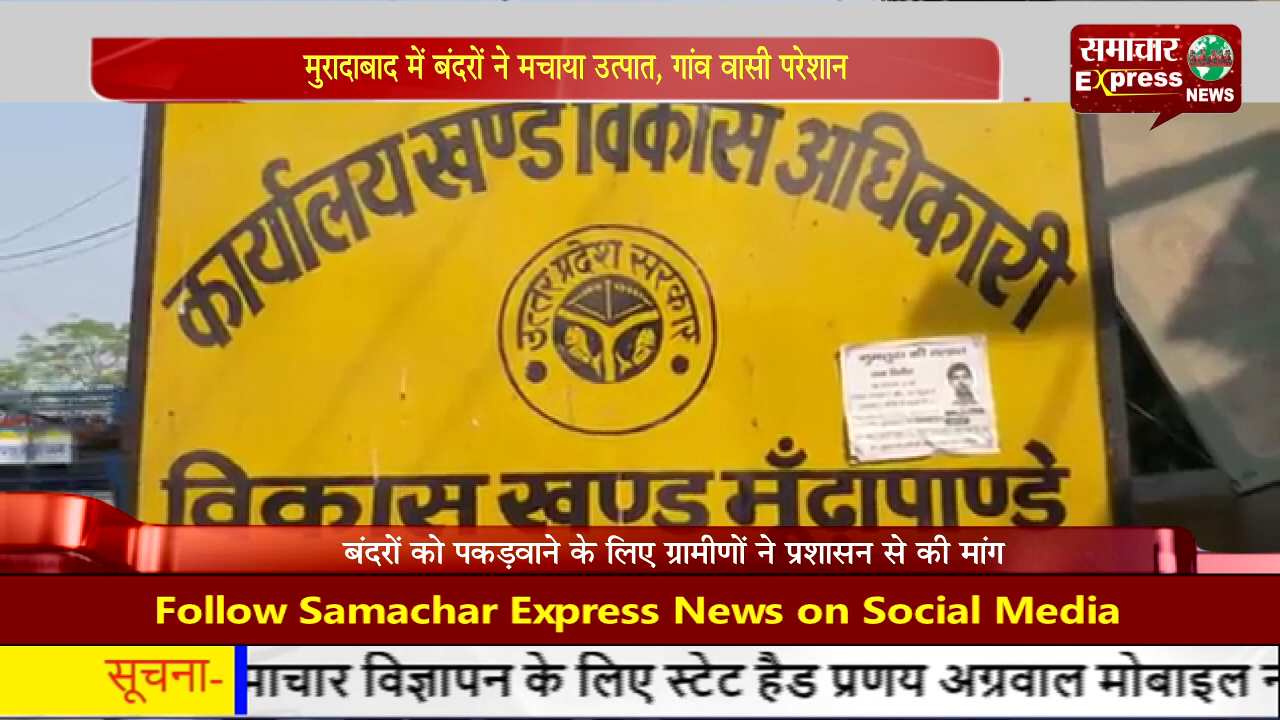 मुरादाबाद में बंदरों ने मचाया उत्पात, गांव वासी परेशान
समाचार
Express
NEWS
कार्यालय खण्ड विकास अधिकारी
उत्तर प्रदेश सरकार
विकास खण्ड मूँढापाण्डे
बंदरों को पकड़वाने के लिए ग्रामीणों ने प्रशासन से की मांग
Follow Samachar Express News on Social Media
सूचना- माचार विज्ञापन के लिए स्टेट हैड प्रणय अग्रवाल मोबाइल